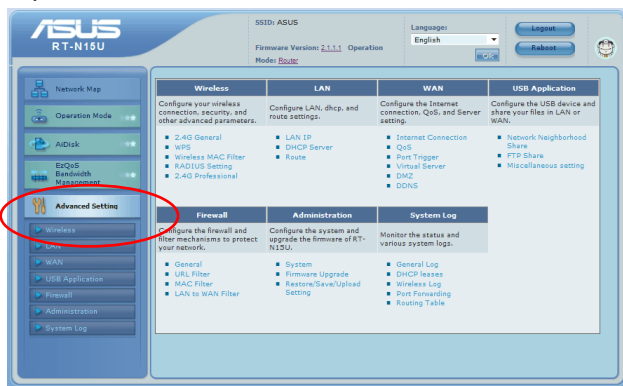 ASUS
RT-N15U
SSID: ASUS
Firmware Version: 2.1.1.1 Operation
Mode: Router
Language:
English
Logout
Reboot
Network Map
Operation Mode
AiDisk
EzQoS
Bandwidth
Management
Advanced Setting
Wireless
LAN
WAN
USB Application
Firewall
Administration
System Log
Wireless
Configure your wireless
connection, security, and
other advanced parameters.
2.4G General
WPS
Wireless MAC Filter
RADIUS Setting
2.4G Professional
LAN
Configure LAN, dhcp, and
route settings.
LAN IP
DHCP Server
Route
WAN
Configure the Internet
connection, QoS, and Server
setting.
Internet Connection
QoS
Port Trigger
Virtual Server
DMZ
DDNS
USB Application
Configure the USB device and
share your files in LAN or
WAN.
Network Neighborhood
Share
FTP Share
Miscellaneous setting
Firewall
Configure the firewall and
filter mechanisms to protect
your network.
General
URL Filter
MAC Filter
LAN to WAN Filter
Administration
Configure the system and
upgrade the firmware of RT-
N15U.
System
Firmware Upgrade
Restore/Save/Upload
Setting
System Log
Monitor the status and
various system logs.
General Log
DHCP leases
Wireless Log
Port Forwarding
Routing Table